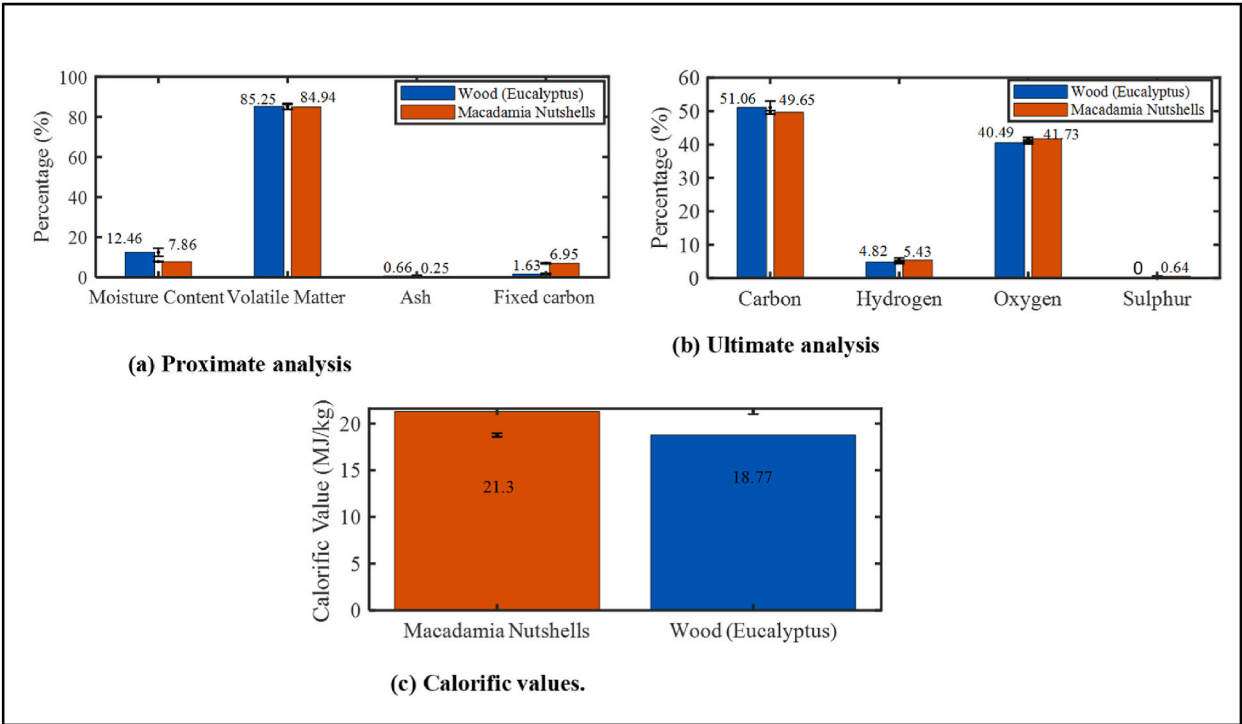 100
80
60
40
20
0
Percentage (%)
Wood (Eucalyptus)
Macadamia Nutshells
12.46 7.86
85.25 84.94
0.66 0.25
1.63 6.95
Moisture Content Volatile Matter Ash Fixed carbon
(a) Proximate analysis
60
50
40
30
20
10
0
Percentage (%)
Wood (Eucalyptus)
Macadamia Nutshells
51.06 49.65
4.82 5.43
40.49 41.73
0 0.64
Carbon Hydrogen Oxygen Sulphur
(b) Ultimate analysis
20
15
10
5
0
Calorific Value (MJ/kg)
21.3 18.77
Macadamia Nutshells Wood (Eucalyptus)
(c) Calorific values.